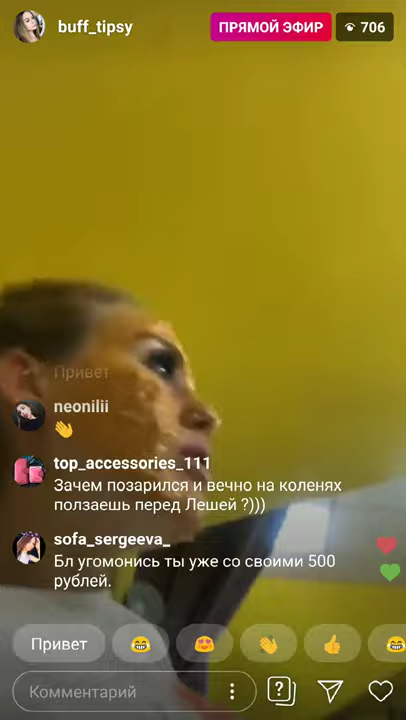 buff_tipsy
ПРЯМОЙ ЭФИР
706
Привет
neonilii
👋
top_accessories_111
Зачем позарился и вечно на коленях
ползаешь перед Лешей ?)))
sofa_sergeeva_
Бл угомонись ты уже со своими 500
рублей.
Привет 😂 😍 👋 👍 😂
Комментарий